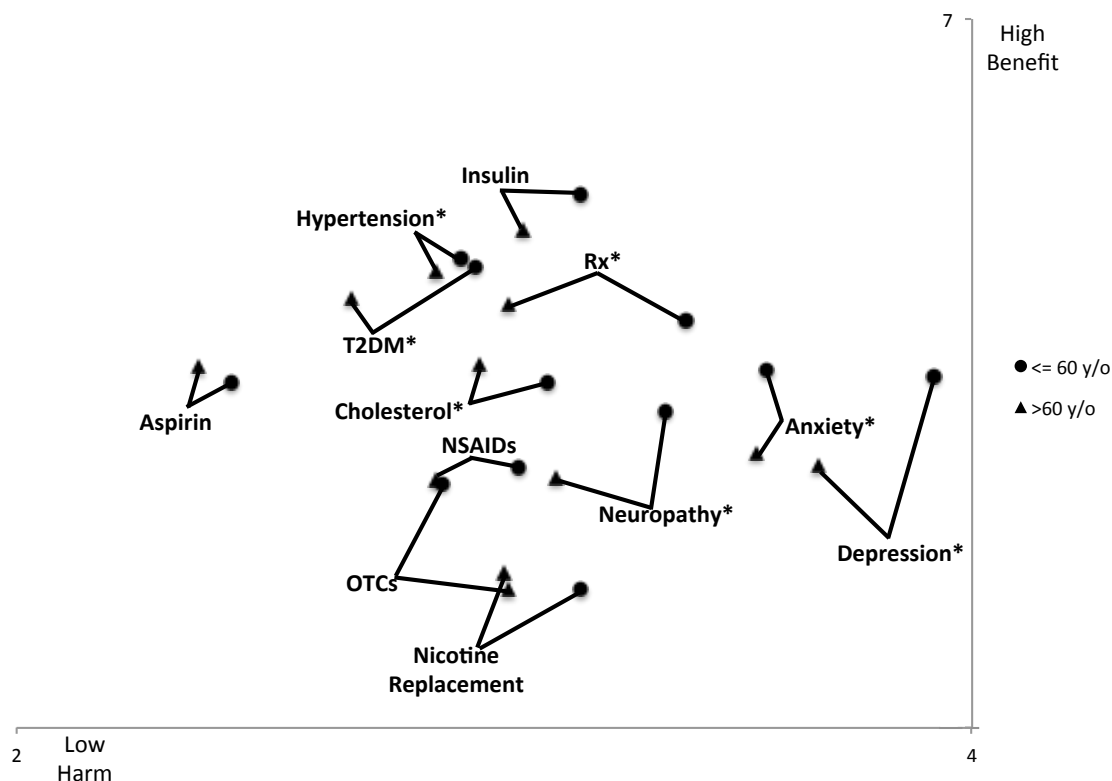 7
High
Benefit
Insulin
Hypertension*
Rx*
T2DM*
<= 60 y/o
Cholesterol*
>60 y/o
Aspirin
Anxiety*
NSAIDs
Neuropathy*
Depression*
OTCs
Nicotine
Replacement
2
Low
Harm
4